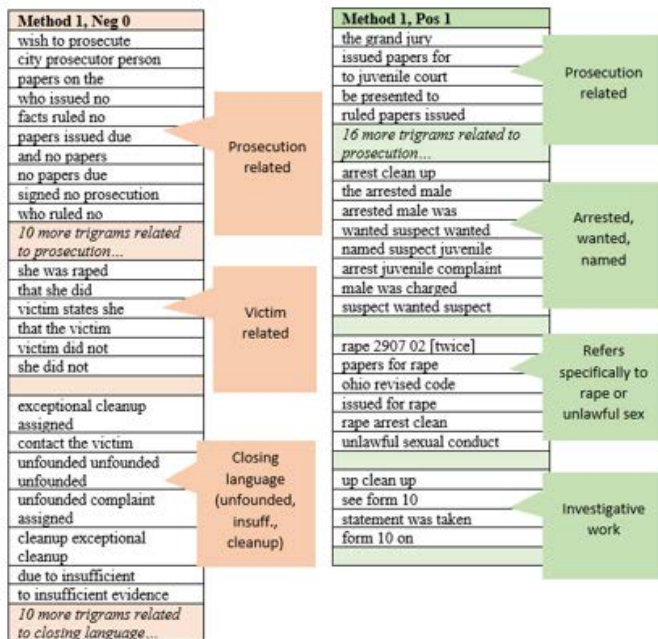 Method 1, Neg 0
wish to prosecute
city prosecutor person
papers on the
who issued no
facts ruled no
papers issued due
and no papers
no papers due
signed no prosecution
who ruled no
10 more trigrams related
to prosecution…
she was raped
that she did
victim states she
that the victim
victim did not
she did not
exceptional cleanup
assigned
contact the victim
unfounded unfounded
unfounded
unfounded complaint
assigned
cleanup exceptional
cleanup
due to insufficient
to insufficient evidence
10 more trigrams related
to closing language…
Prosecution
related
Victim
related
Closing
language
(unfounded,
insuff.,
cleanup)
Method 1, Pos 1
the grand jury
issued papers for
to juvenile court
be presented to
ruled papers issued
16 more trigrams related to
prosecution…
arrest clean up
the arrested male
arrested male was
wanted suspect wanted
named suspect juvenile
arrest juvenile complaint
male was charged
suspect wanted suspect
rape 2907 02 [twice]
papers for rape
ohio revised code
issued for rape
rape arrest clean
unlawful sexual conduct
up clean up
see form 10
statement was taken
form 10 on
Prosecution
related
Arrested,
wanted,
named
Refers
specifically to
rape or
unlawful sex
Investigative
work